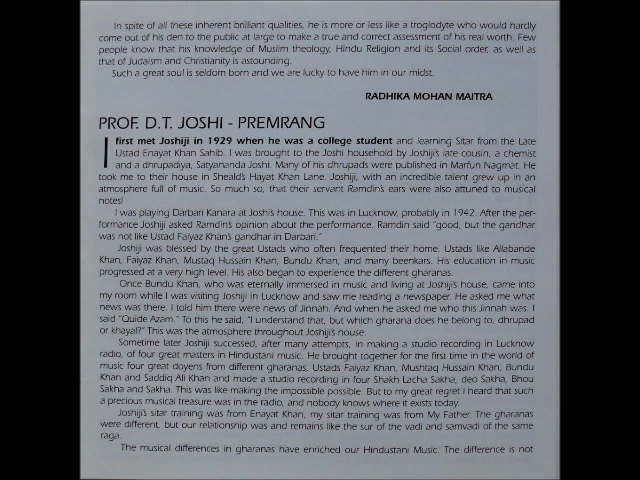 In spite of all these inherent brilliant qualities, he is more or less like a troglodyte who would hardly
come out of his den to the public at large to make a true and correct assessment of his real worth. Few
people know that his knowledge of Muslim theology, Hindu Religion and its Social order, as well as
that of Judaism and Christianity is astounding.
Such a great soul is seldom born and we are lucky to have him in our midst.
RADHIKA MOHAN MAITRA
PROF. D.T. JOSHI - PREMRANG
I first met Joshiji in 1929 when he was a college student and learning Sitar from the Late
Ustad Enayat Khan Sahib. I was brought to the Joshi household by Joshiji's late cousin, a chemist
and a dhrupadiya, Satyananda Joshi. Many of his dhrupads were published in Marfun Nagmat. He
took me to their house in Sheald's Hayat Khan Lane. Joshiji, with an incredible talent grew up in an
atmosphere full of music. So much so, that their servant Ramdin's ears were also attuned to musical
notes!
I was playing Darbari Kanara at Joshi's house. This was in Lucknow, probably in 1942. After the per-
formance Joshiji asked Ramdin's opinion about the performance. Ramdin said "good, but the gandhar
was not like Ustad Faiyaz Khan's gandhar in Darbari."
Joshiji was blessed by the great Ustads who often frequented their home. Ustads like Allabande
Khan, Faiyaz Khan, Mustaq Hussain Khan, Bundu Khan, and many beenkars. His education in music
progressed at a very high level. His also began to experience the different gharanas.
Once Bundu Khan, who was eternally immersed in music and living at Joshiji's house, came into
my room while I was visiting Joshiji in Lucknow and saw me reading a newspaper. He asked me what
news was there. I told him there were news of Jinnah. And when he asked me who this Jinnah was. I
said "Quide Azam." To this he said, "I understand that, but which gharana does he belong to, dhrupad
or khayal?" This was the atmosphere throughout Joshiji's house.
Sometime later Joshiji successed, after many attempts, in making a studio recording in Lucknow
radio, of four great masters in Hindustani music. He brought together for the first time in the world of
music four great doyens from different gharanas. Ustads Faiyaz Khan, Mushtaq Hussain Khan, Bundu
Khan and Saddiq Ali Khan and made a studio recording in four Shakh Lacha Sakha, deo Sakha, Bhou
Sakha and Sakha. This was like making the impossible possible. But to my great regret I heard that such
a precious musical treasure was in the radio, and nobody knows where it exists today.
Joshiji's sitar training was from Enayat Khan, my sitar training was from My Father. The gharanas
were different, but our relationship was and remains like the sur of the vadi and samvadi of the same
raga.
The musical differences in gharanas have enriched our Hindustani Music. The difference is not